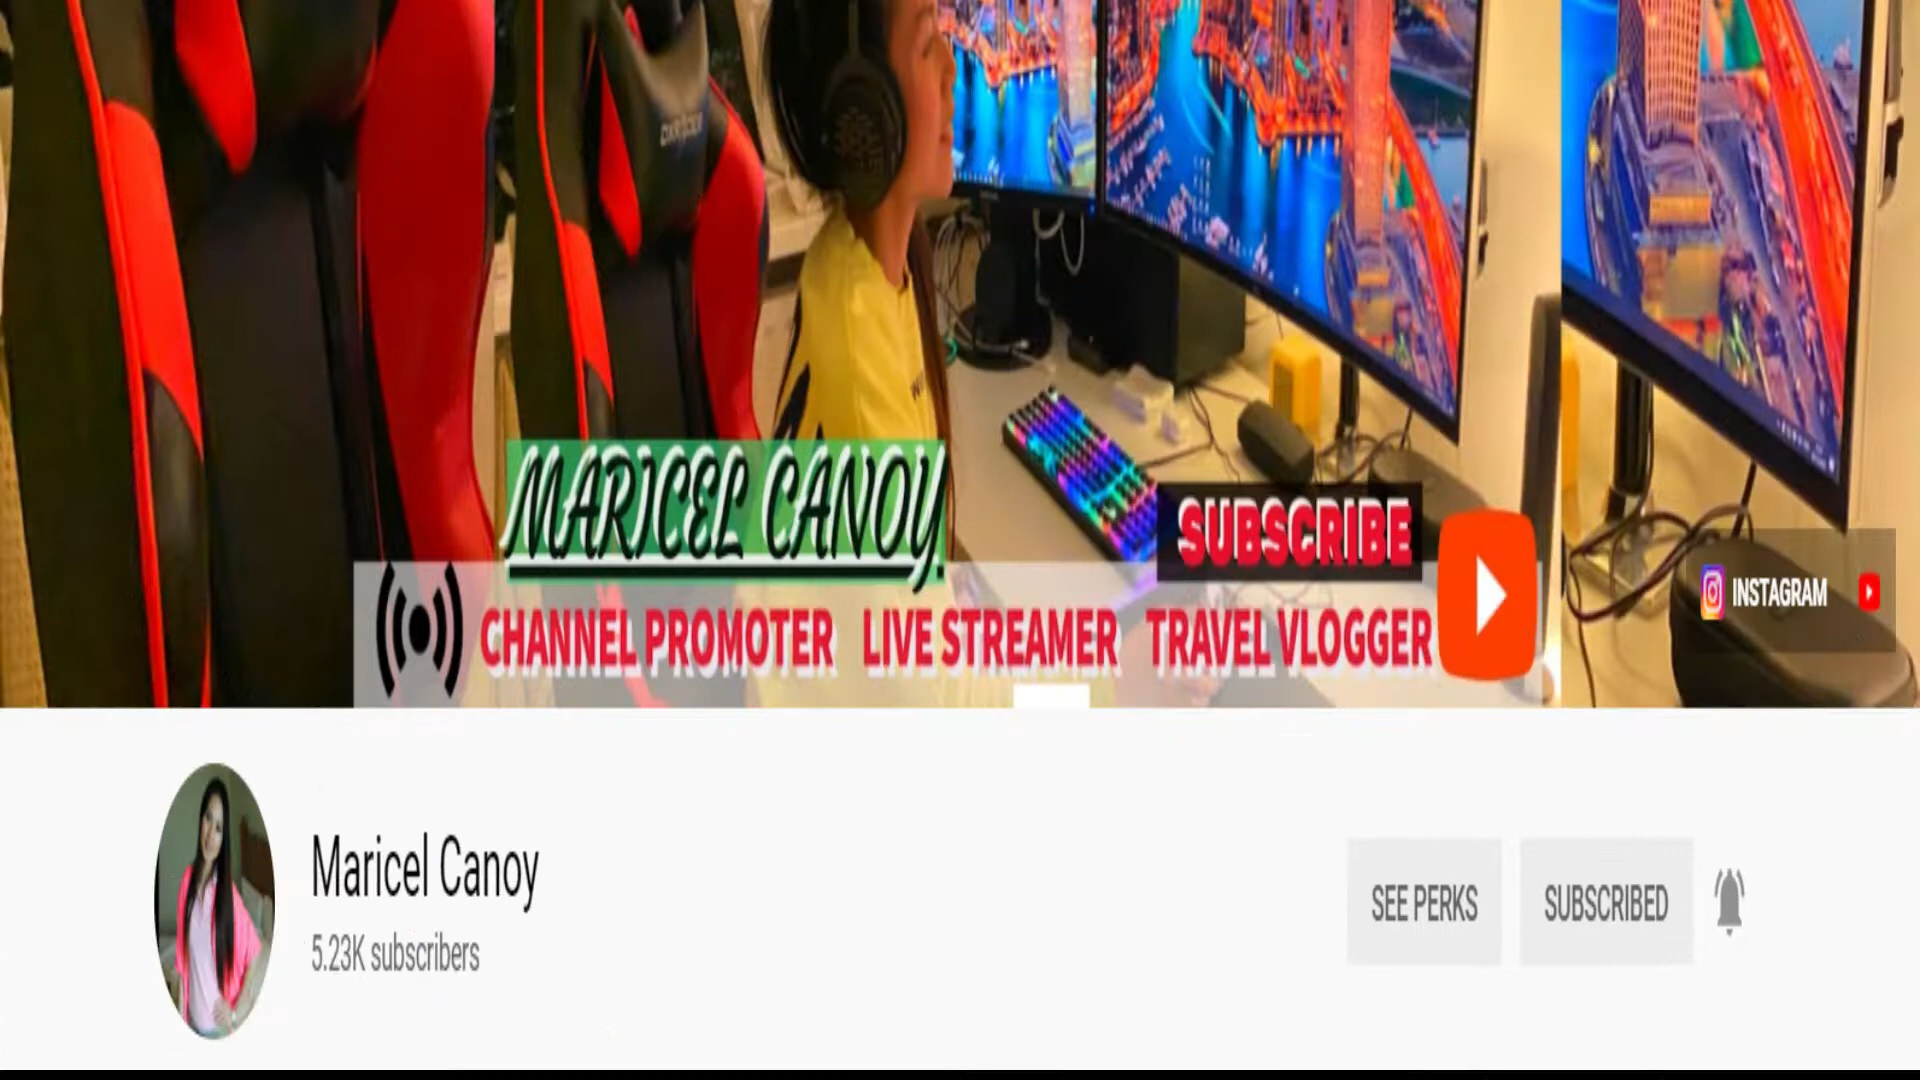 MARICEL CANOY
SUBSCRIBE
CHANNEL PROMOTER LIVE STREAMER TRAVEL VLOGGER
INSTAGRAM
Maricel Canoy
5.23K subscribers
SEE PERKS
SUBSCRIBED